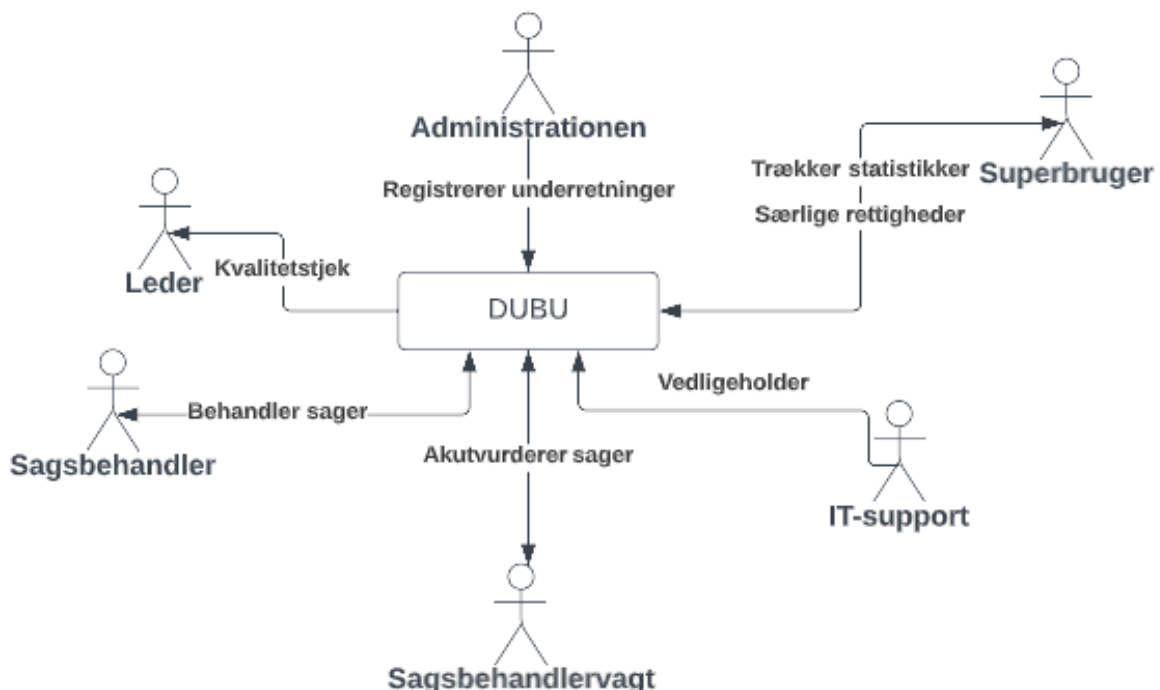 Administrationen
Trækker statistikker
Superbruger
Registrerer underretninger
Særlige rettigheder
Kvalitetstjek
Leder
DUBU
Vedligeholder
Behandler sager
Akutvurderer sager
Sagsbehandler
IT-support
Sagsbehandlervagt